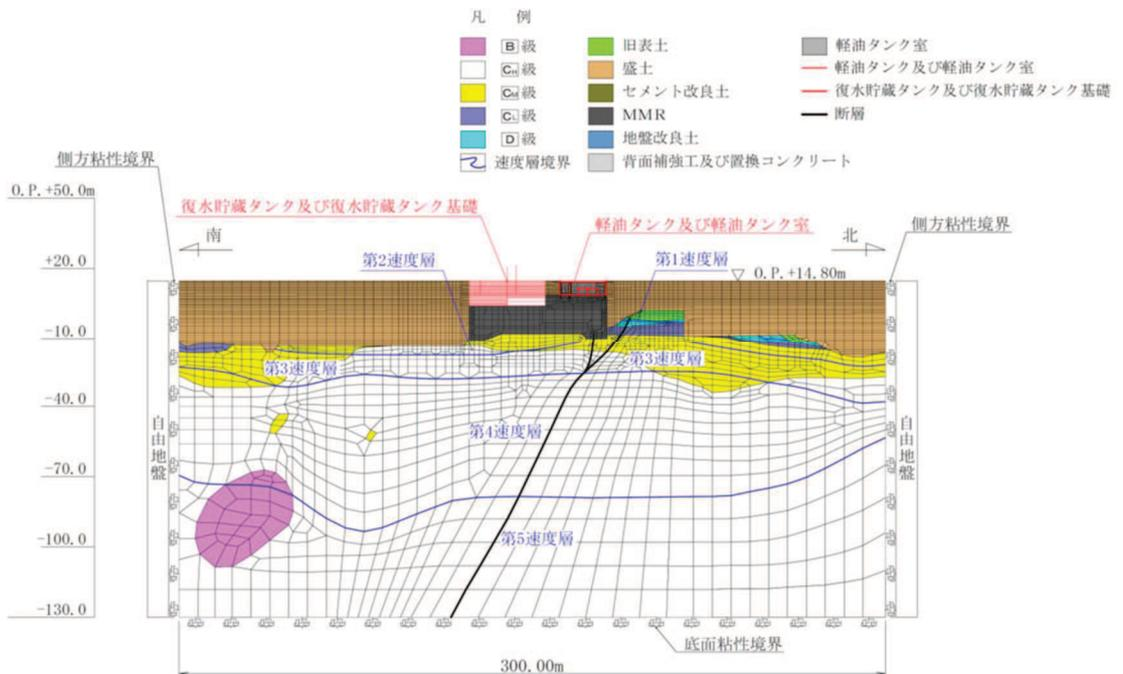 凡 例
B級
CH級
CM級
CL級
D級
速度層境界
旧表土
盛土
セメント改良土
MMR
地盤改良土
背面補強工及び置換コンクリート
軽油タンク室
軽油タンク及び軽油タンク室
復水貯蔵タンク及び復水貯蔵タンク基礎
断層
側方粘性境界
O.P.+50.0m
復水貯蔵タンク及び復水貯蔵タンク基礎
軽油タンク及び軽油タンク室
側方粘性境界
南
北
+20.0
第2速度層
第1速度層
O.P.+14.80m
-10.0
第3速度層
第3速度層
-40.0
第4速度層
自由地盤
自由地盤
-70.0
-100.0
第5速度層
-130.0
底面粘性境界
300.00m